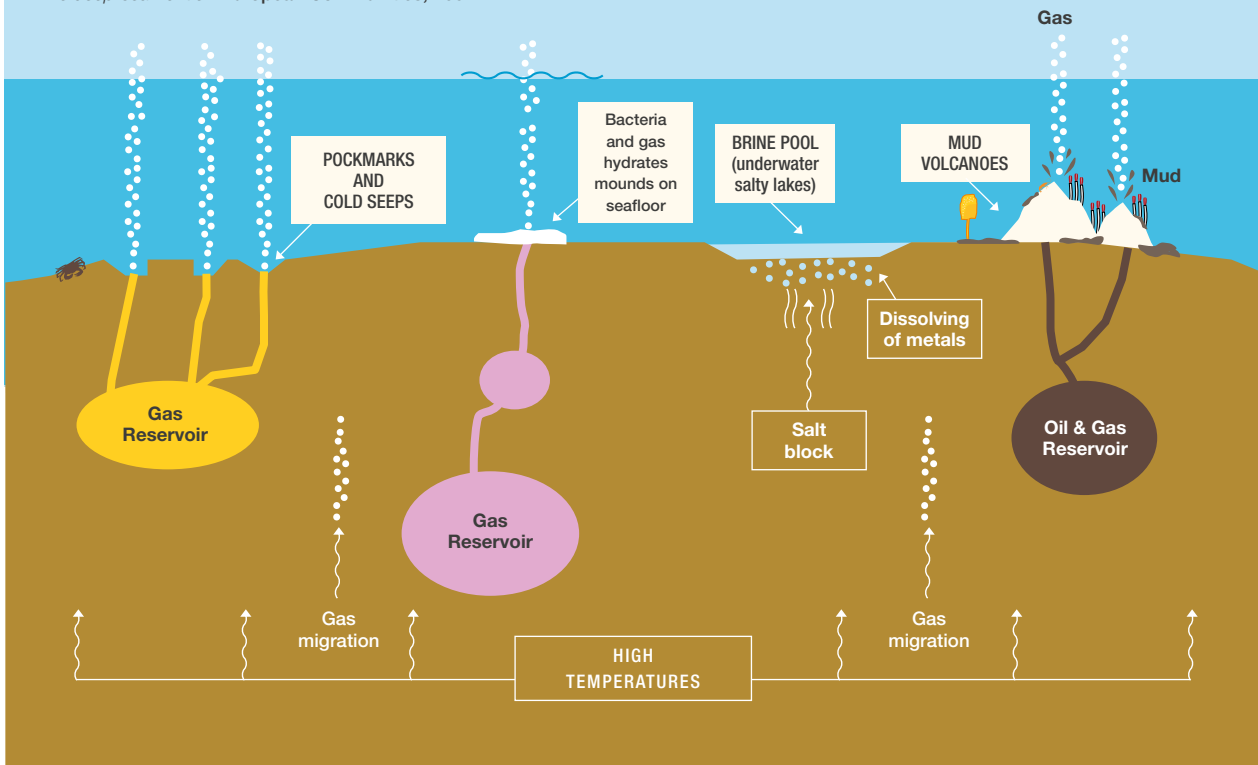 Gas
POCKMARKS
AND
COLD SEEPS
Bacteria
and gas
hydrates
mounds on
seafloor
BRINE POOL
(underwater
salty lakes)
MUD
VOLCANOES
Mud
Dissolving
of metals
Gas
Reservoir
Salt
block
Oil & Gas
Reservoir
Gas
Reservoir
Gas
migration
Gas
migration
HIGH
TEMPERATURES